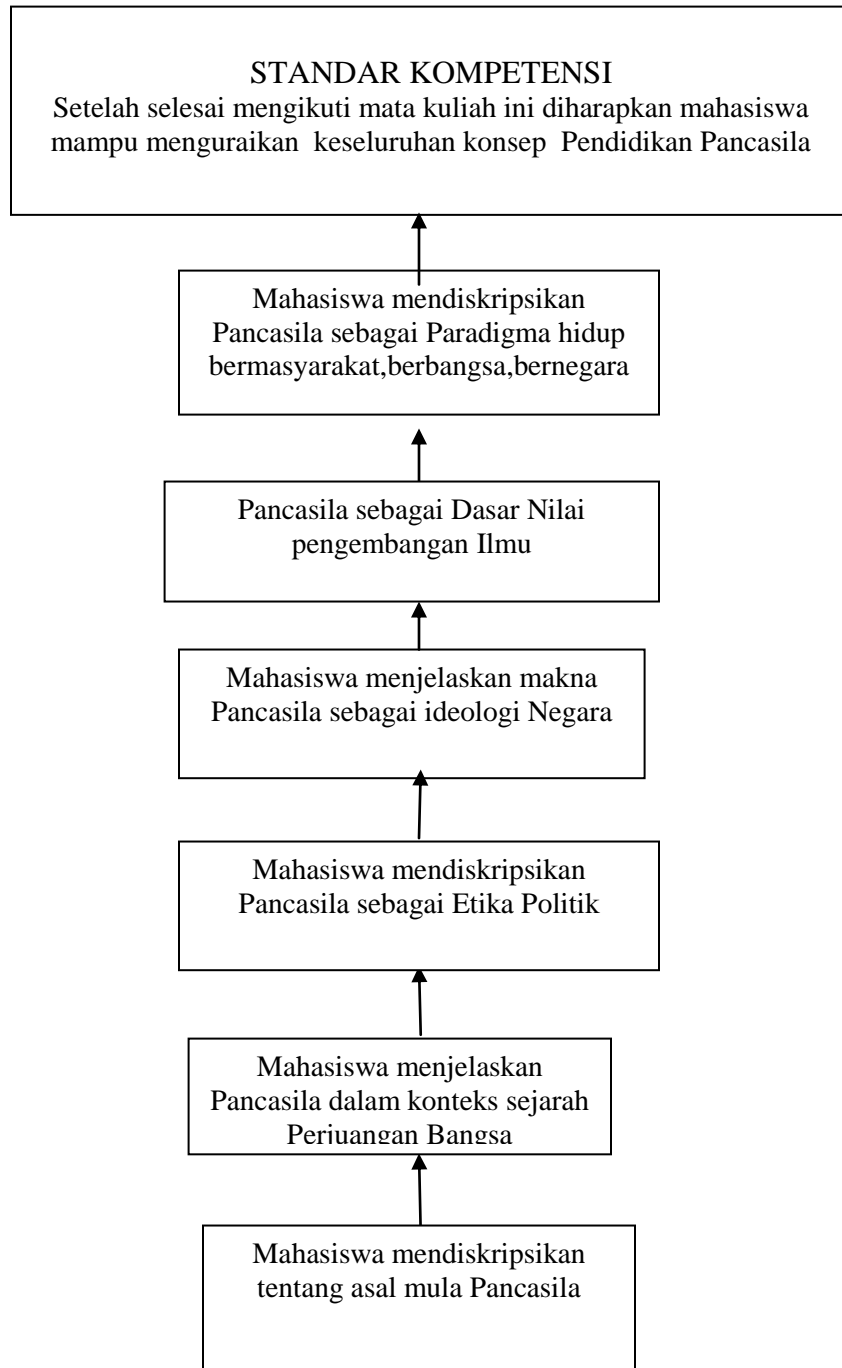 STANDAR KOMPETENSI
Setelah selesai mengikuti mata kuliah ini diharapkan mahasiswa
mampu menguraikan keseluruhan konsep Pendidikan Pancasila
Mahasiswa mendiskripsikan
Pancasila sebagai Paradigma hidup
bermasyarakat,berbangsa,bernegara
Pancasila sebagai Dasar Nilai
pengembangan Ilmu
Mahasiswa menjelaskan makna
Pancasila sebagai ideologi Negara
Mahasiswa mendiskripsikan
Pancasila sebagai Etika Politik
Mahasiswa menjelaskan
Pancasila dalam konteks sejarah
Perjuangan Bangsa
Mahasiswa mendiskripsikan
tentang asal mula Pancasila